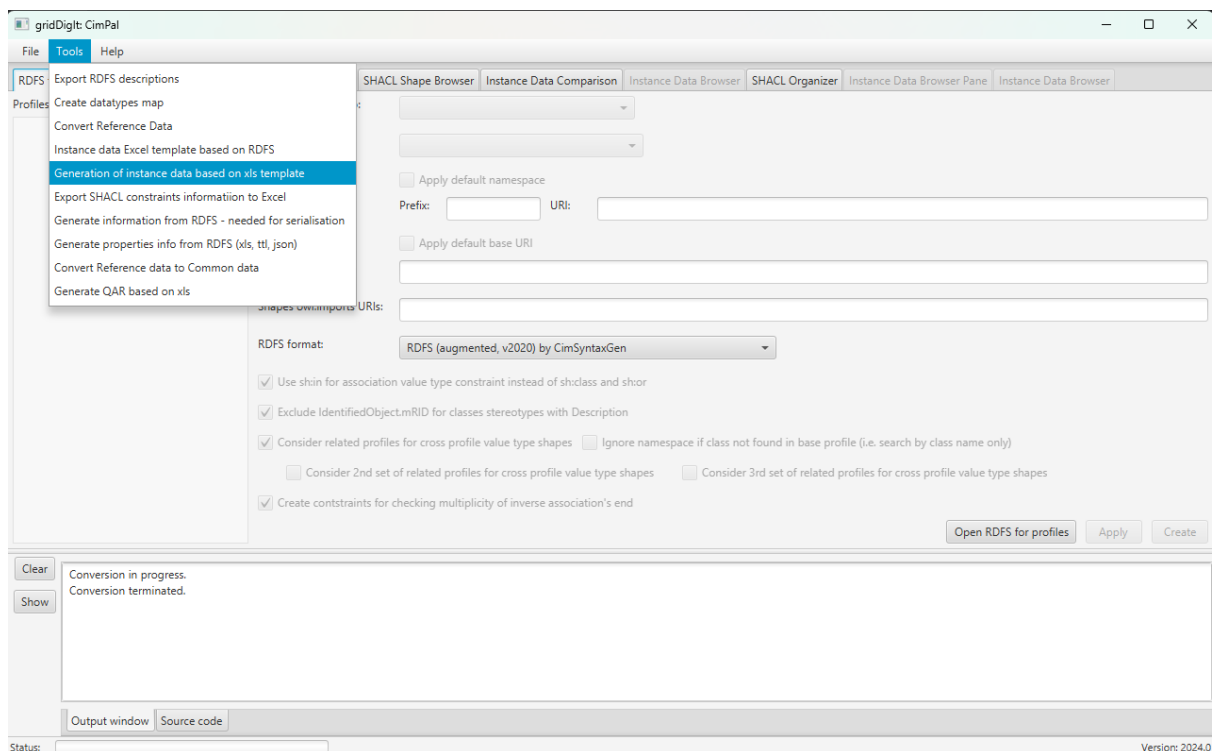 gridDigIt: CimPal
File Tools Help
RDFS SHACL Shape Browser Instance Data Comparison Instance Data Browser SHACL Organizer Instance Data Browser Pane Instance Data Browser
Profiles
Export RDFS descriptions
Create datatypes map
Convert Reference Data
Instance data Excel template based on RDFS
Generation of instance data based on xls template
Export SHACL constraints informatiion to Excel
Generate information from RDFS - needed for serialisation
Generate properties info from RDFS (xls, ttl, json)
Convert Reference data to Common data
Generate QAR based on xls
Apply default namespace
Prefix: URI:
Apply default base URI
Shapes owl:imports URIs:
RDFS format: RDFS (augmented, v2020) by CimSyntaxGen
Use sh:in for association value type constraint instead of sh:class and sh:or
Exclude IdentifiedObject.mRID for classes stereotypes with Description
Consider related profiles for cross profile value type shapes Ignore namespace if class not found in base profile (i.e. search by class name only)
Consider 2nd set of related profiles for cross profile value type shapes Consider 3rd set of related profiles for cross profile value type shapes
Create contstraints for checking multiplicity of inverse association's end
Open RDFS for profiles Apply Create
Clear
Show
Conversion in progress.
Conversion terminated.
Output window Source code
Status: Version: 2024.0